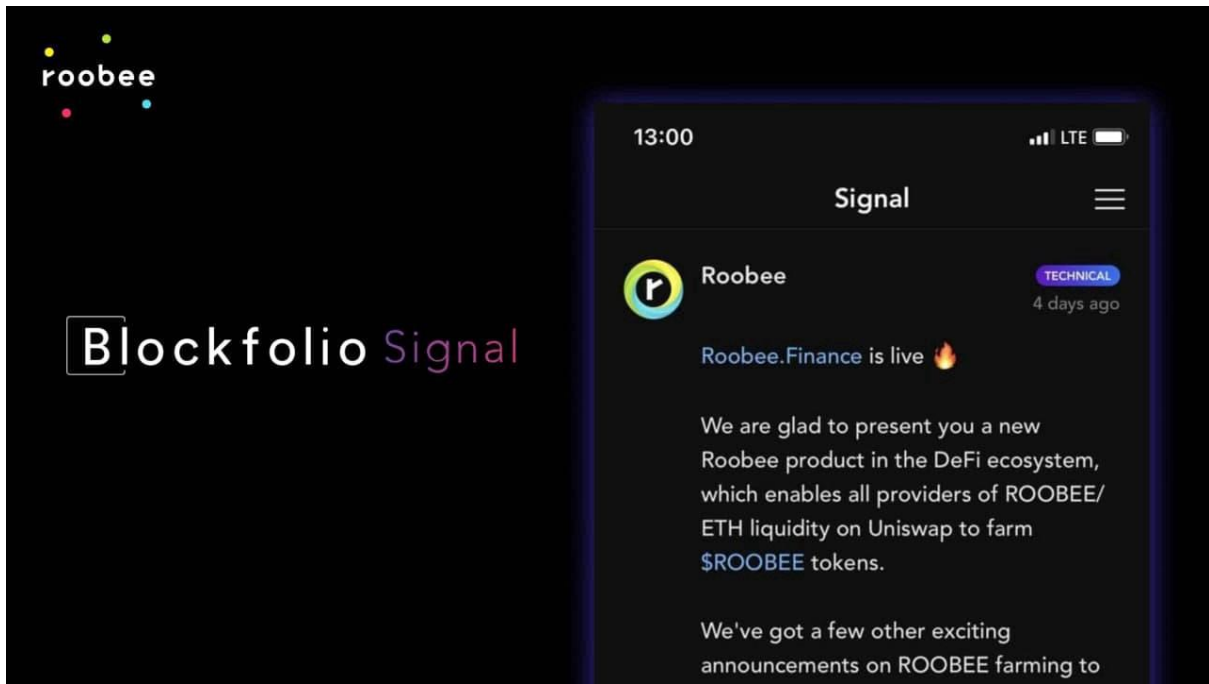 roobee
Blockfolio Signal
13:00
LTE
Signal
r
Roobee
TECHNICAL
4 days ago
Roobee.Finance is live 🔥
We are glad to present you a new
Roobee product in the DeFi ecosystem,
which enables all providers of ROOBEE/
ETH liquidity on Uniswap to farm
$ROOBEE tokens.
We've got a few other exciting
announcements on ROOBEE farming to